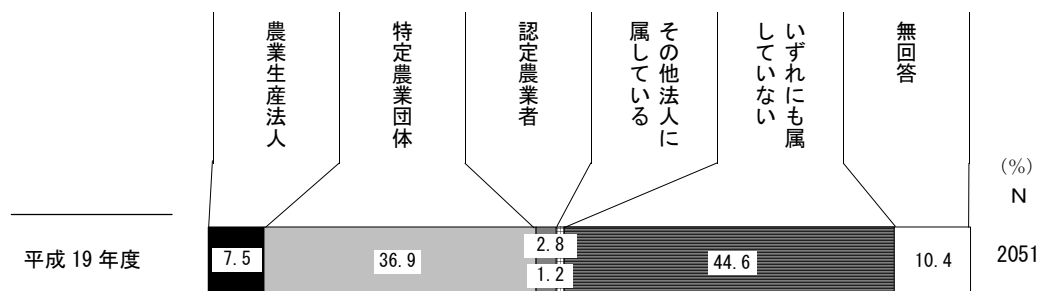 農業生産法人
特定農業団体
認定農業者
その他法人に
属している
いずれにも属
していない
無回答
(%)
N
平成 19 年度
7.5
36.9
2.8
1.2
44.6
10.4
2051